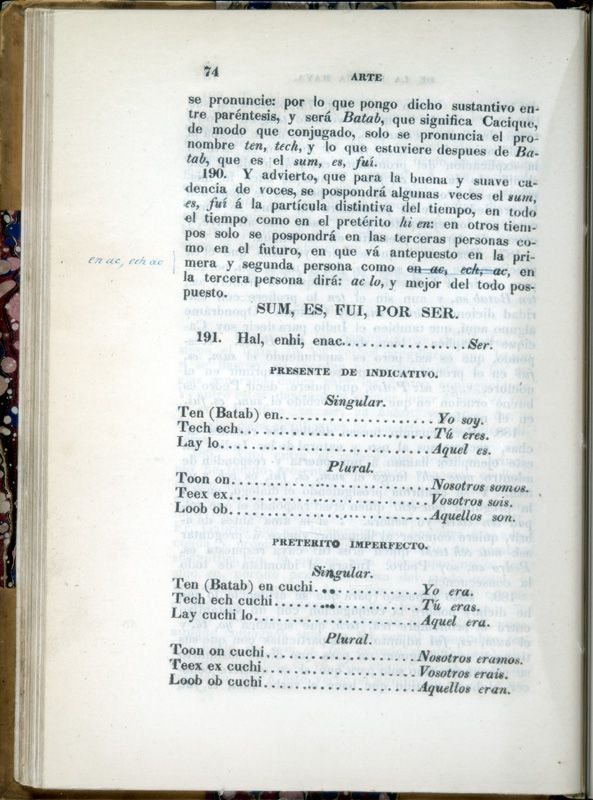 74
ARTE
se pronuncie: por lo que pongo dicho sustantivo en-
tre paréntesis, y será Batab, que significa Cacique,
de modo que conjugado, solo se pronuncia el pro-
nombre ten, tech, y lo que estuviere despues de Ba-
tab, que es el sum, es, fuí.
190. Y advierto, que para la buena y suave ca-
dencia de voces, se pospondrá algunas veces el sum,
es, fuí á la partícula distintiva del tiempo, en todo
el tiempo como en el pretérito hi en: en otros tiem-
pos solo se pospondrá en las terceras personas co-
mo en el futuro, en que vá antepuesto en la pri-
en ac, ech ac
mera y segunda persona como en ac, ech, ac, en
la tercera persona dirá: ac lo, y mejor del todo pos-
puesto.
SUM, ES, FUI, POR SER.
191. Hal, enhi, enac..................Ser.
PRESENTE DE INDICATIVO.
Singular.
Ten (Batab) en......................Yo soy.
Tech ech...........................Tú eres.
Lay lo.............................Aquel es.
Plural.
Toon on............................Nosotros somos.
Teex ex............................Vosotros sois.
Loob ob............................Aquellos son.
PRETERITO IMPERFECTO.
Singular.
Ten (Batab) en cuchi...............Yo era.
Tech ech cuchi.....................Tú eras.
Lay cuchi lo.......................Aquel era.
Plural.
Toon on cuchi......................Nosotros eramos.
Teex ex cuchi......................Vosotros erais.
Loob ob cuchi......................Aquellos eran.